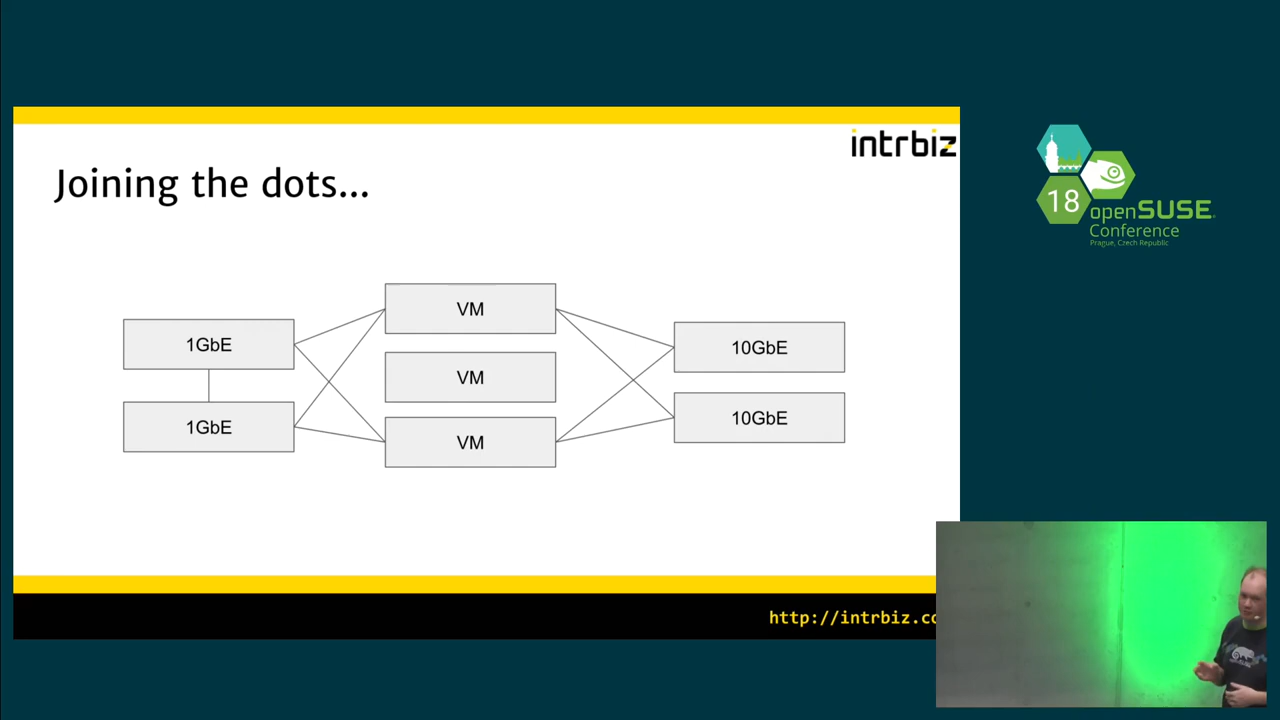 intrbiz
Joining the dots...
1GbE
1GbE
VM
VM
VM
10GbE
10GbE
http://intrbiz.co
18
openSUSE
Conference
Prague, Czech Republic